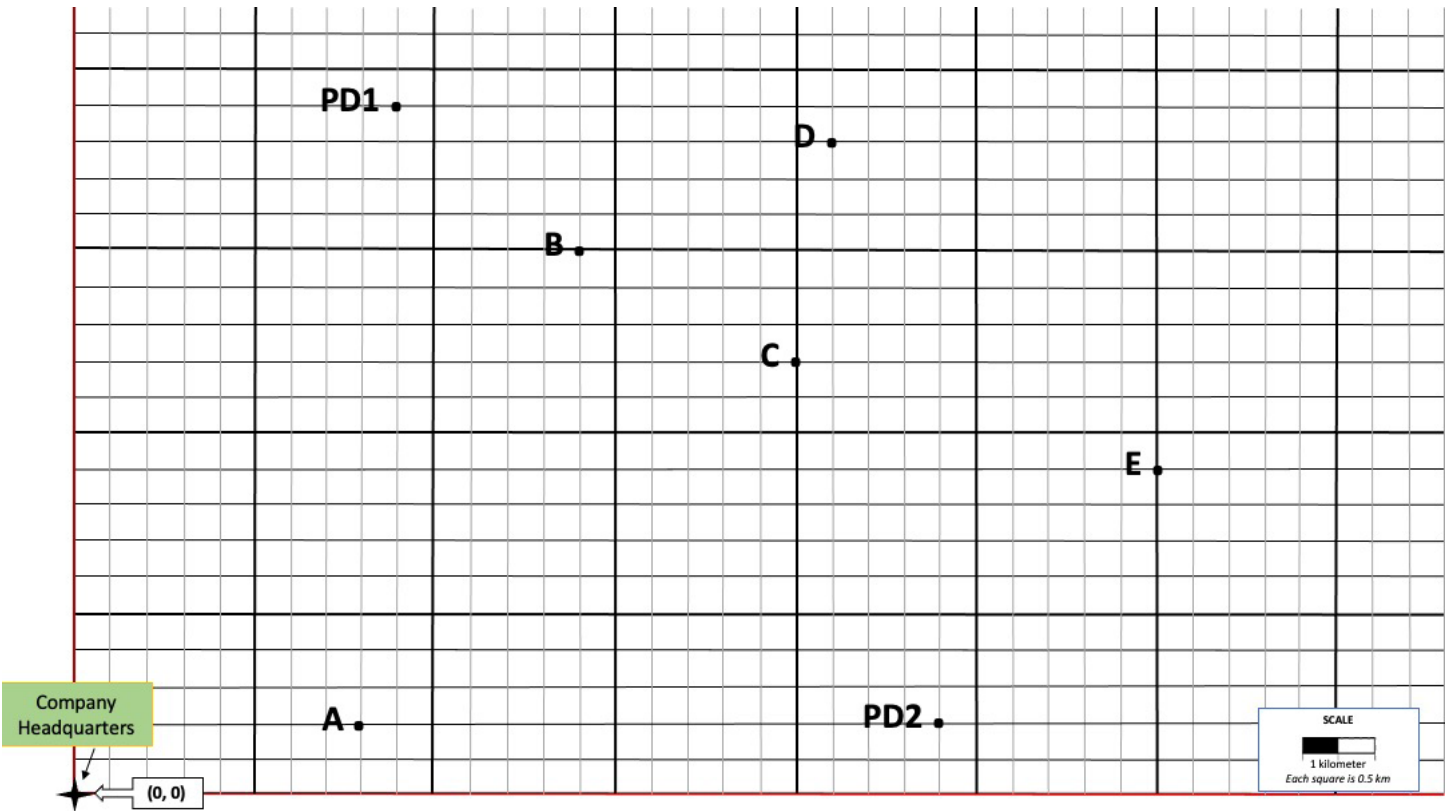 PD1
D
B
C
E
A
PD2
Company
Headquarters
(0, 0)
SCALE
1 kilometer
Each square is 0.5 km